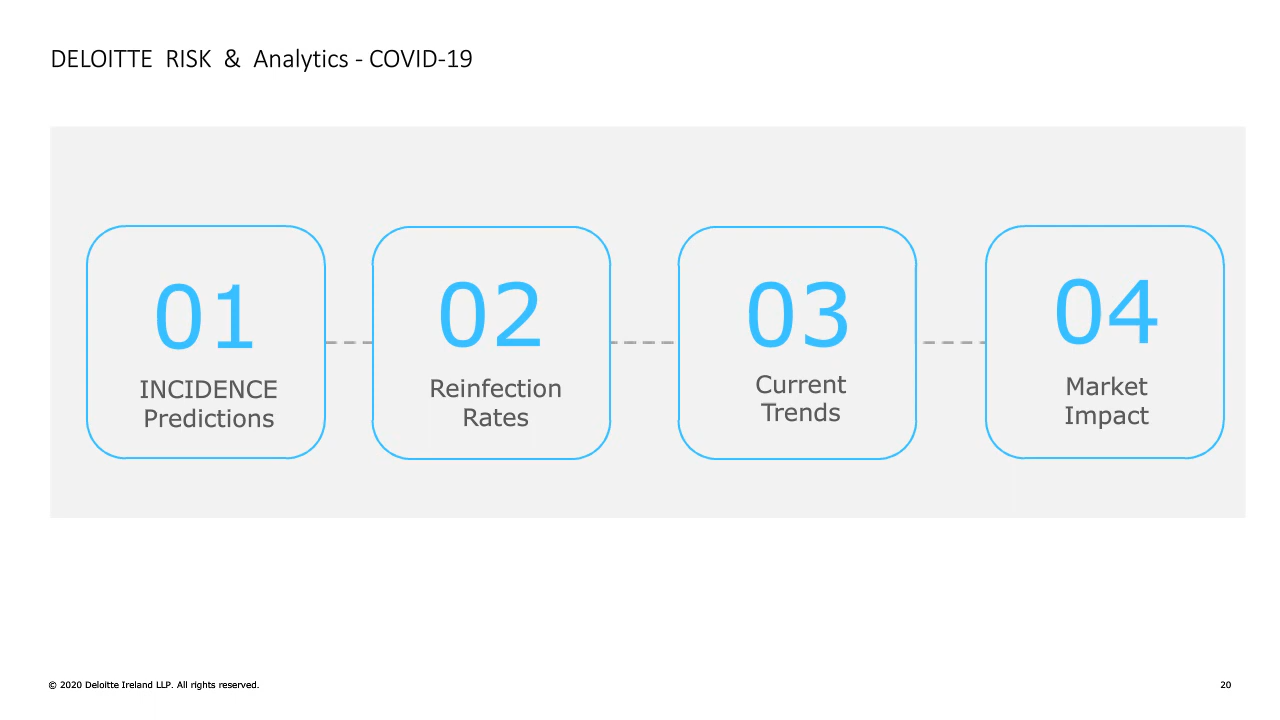 DELOITTE RISK & Analytics - COVID-19
01
INCIDENCE
Predictions
02
Reinfection
Rates
03
Current
Trends
04
Market
Impact
© 2020 Deloitte Ireland LLP. All rights reserved.
20